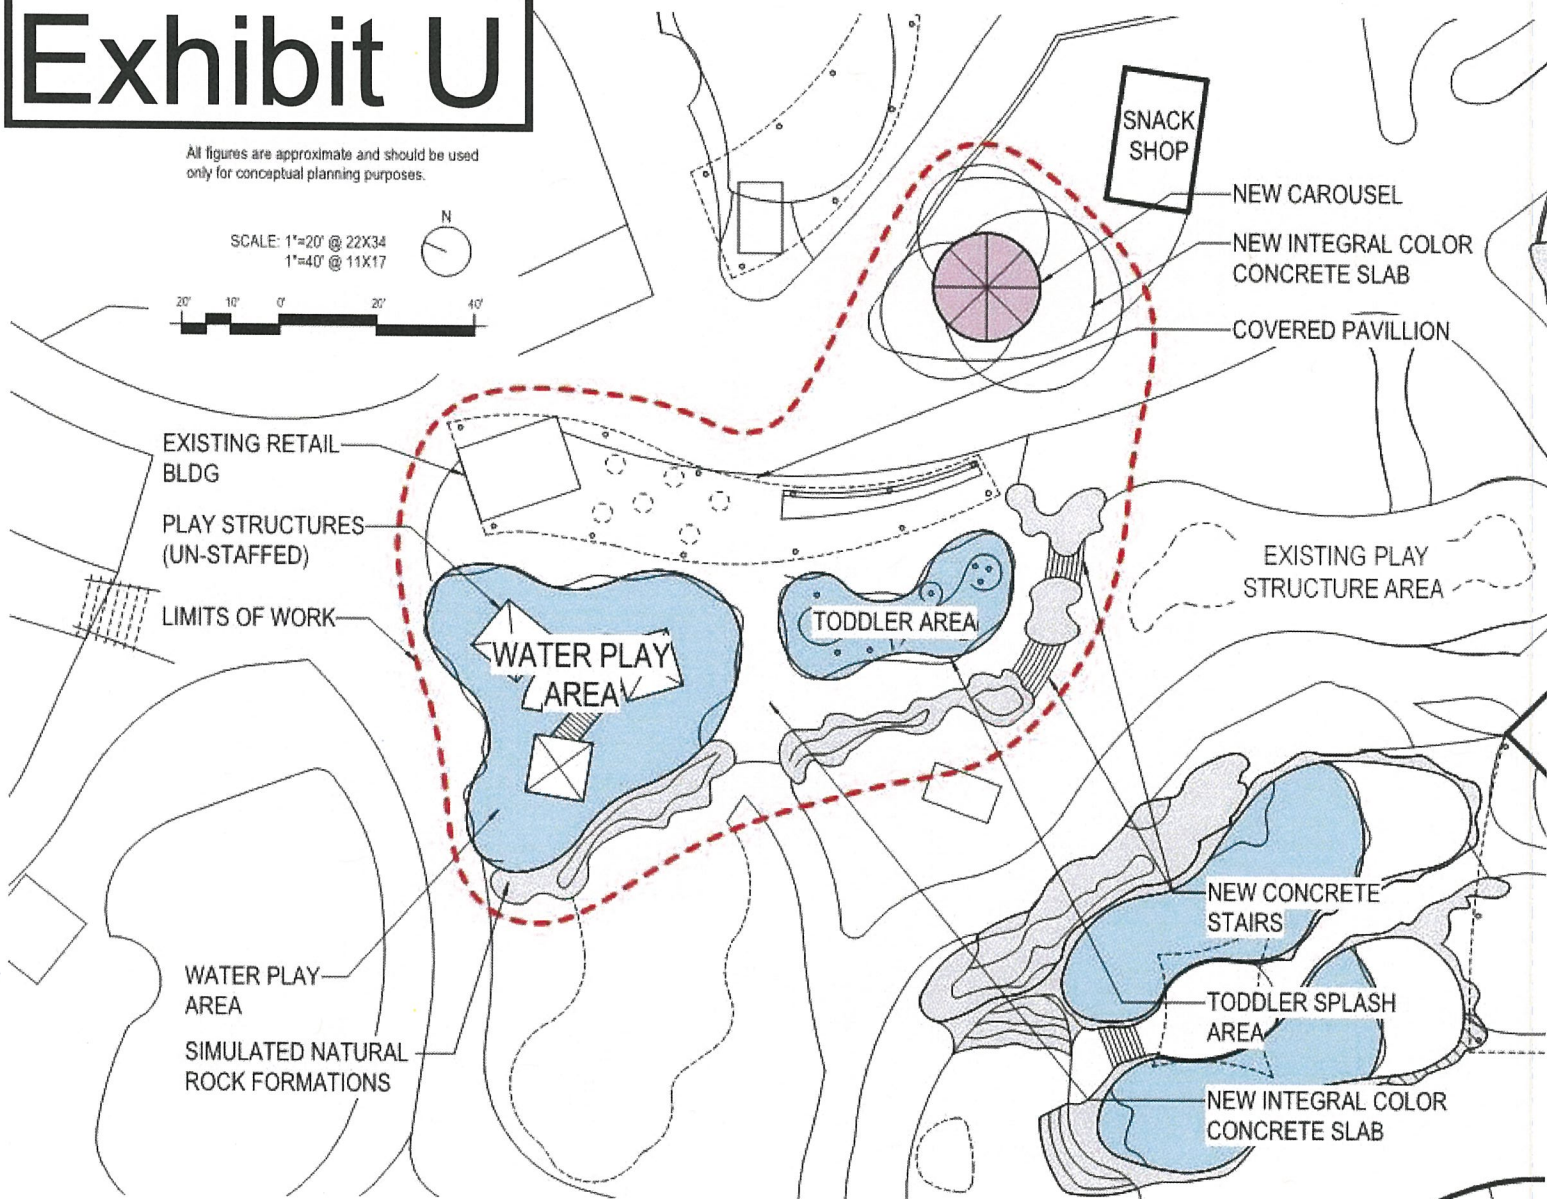 Exhibit U
All figures are approximate and should be used
only for conceptual planning purposes.
N
SCALE: 1"=20' @ 22X34
1"=40' @ 11X17
20' 10' 0' 20' 40'
SNACK
SHOP
NEW CAROUSEL
NEW INTEGRAL COLOR
CONCRETE SLAB
COVERED PAVILLION
EXISTING RETAIL
BLDG
PLAY STRUCTURES
(UN-STAFFED)
LIMITS OF WORK
WATER PLAY
AREA
TODDLER AREA
EXISTING PLAY
STRUCTURE AREA
WATER PLAY
AREA
SIMULATED NATURAL
ROCK FORMATIONS
NEW CONCRETE
STAIRS
TODDLER SPLASH
AREA
NEW INTEGRAL COLOR
CONCRETE SLAB